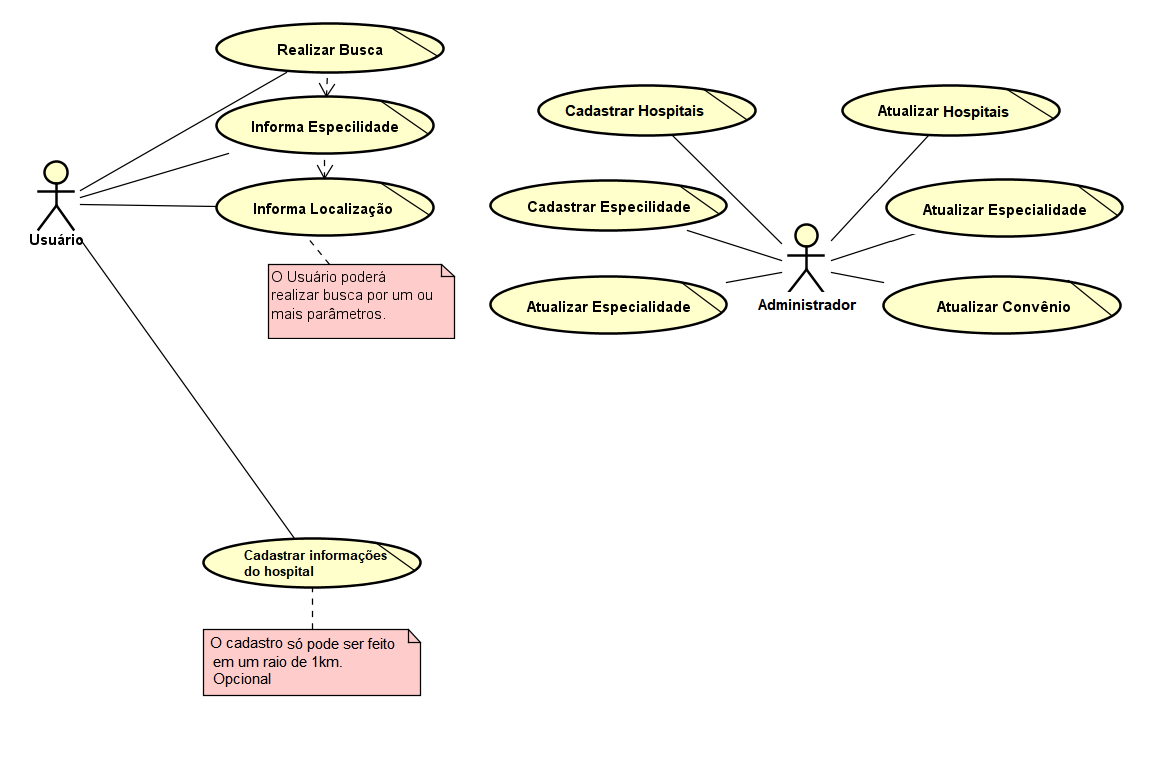 Realizar Busca
Informa Especilidade
Informa Localização
Usuário
O Usuário poderá
realizar busca por um ou
mais parâmetros.
Cadastrar Hospitais
Atualizar Hospitais
Cadastrar Especilidade
Atualizar Especialidade
Atualizar Especialidade
Administrador
Atualizar Convênio
Cadastrar informações
do hospital
O cadastro só pode ser feito
em um raio de 1km.
Opcional